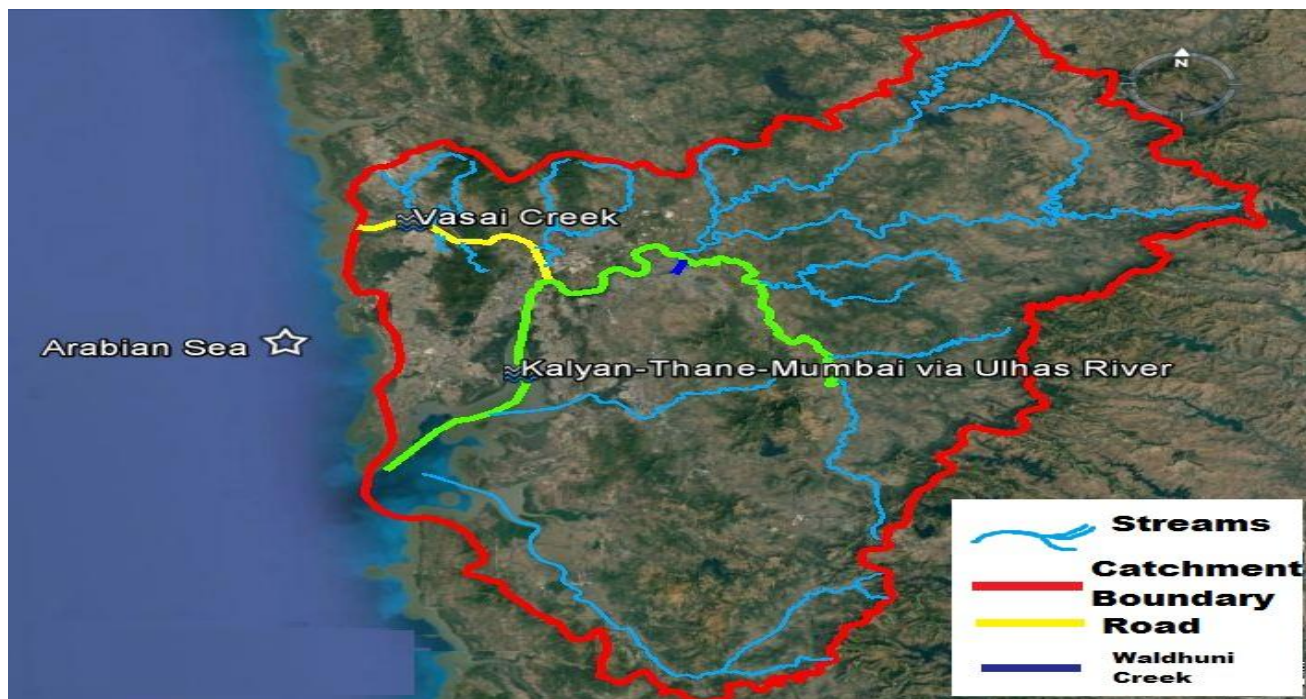 N
Vasai Creek
Arabian Sea
Kalyan-Thane-Mumbai via Ulhas River
Streams
Catchment
Boundary
Road
Waldhuni
Creek